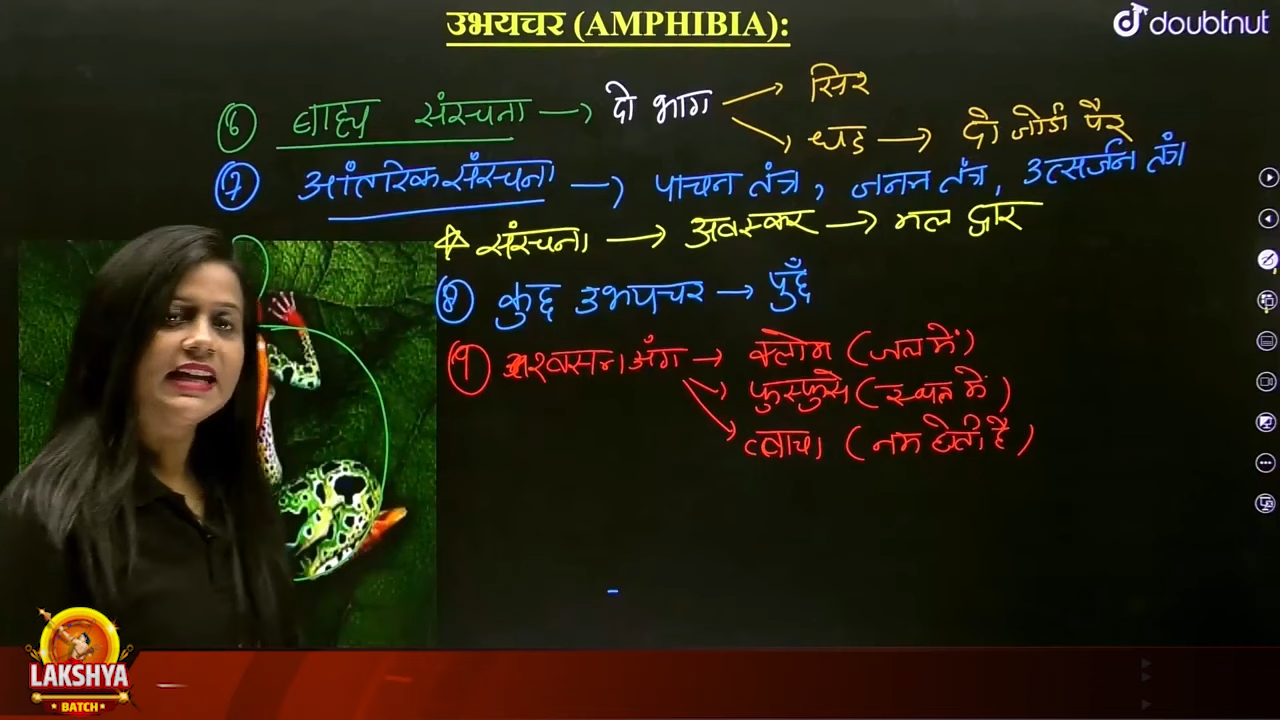 उभयचर (AMPHIBIA):
doubtnut
⑥ बाह्य संरचना → दो भाग → सिर
→ धड → दो जोडी पैर
⑦ आंतरिक संरचना → पाचन तंत्र, जनन तंत्र, उत्सर्जन तंत्र
☆ संरचना → अवस्कर → मल द्वार
⑧ कुछ उभयचर → पुँछ
⑨ श्वसन अंग → क्लोम (जल में)
→ फुफ्फुसे (स्थल में)
→ त्वचा (नम होती है)
LAKSHYA
BATCH